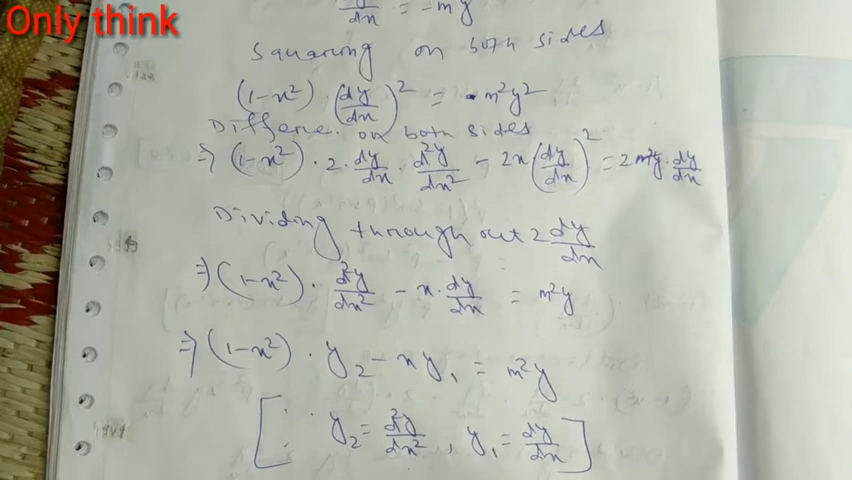 Only think
dy/dx = -my
Squaring on both sides
(1-x²) · (dy/dx)² = m²y²
Differe. on both sides
⇒ (1-x²) · 2 · dy/dx · d²y/dx² - 2x (dy/dx)² = 2m²y · dy/dx
Dividing through out 2 dy/dx
⇒ (1-x²) · d²y/dx² - x · dy/dx = m²y
⇒ (1-x²) · y₂ - xy₁ = m²y
[∵ y₂ = d²y/dx², y₁ = dy/dx]